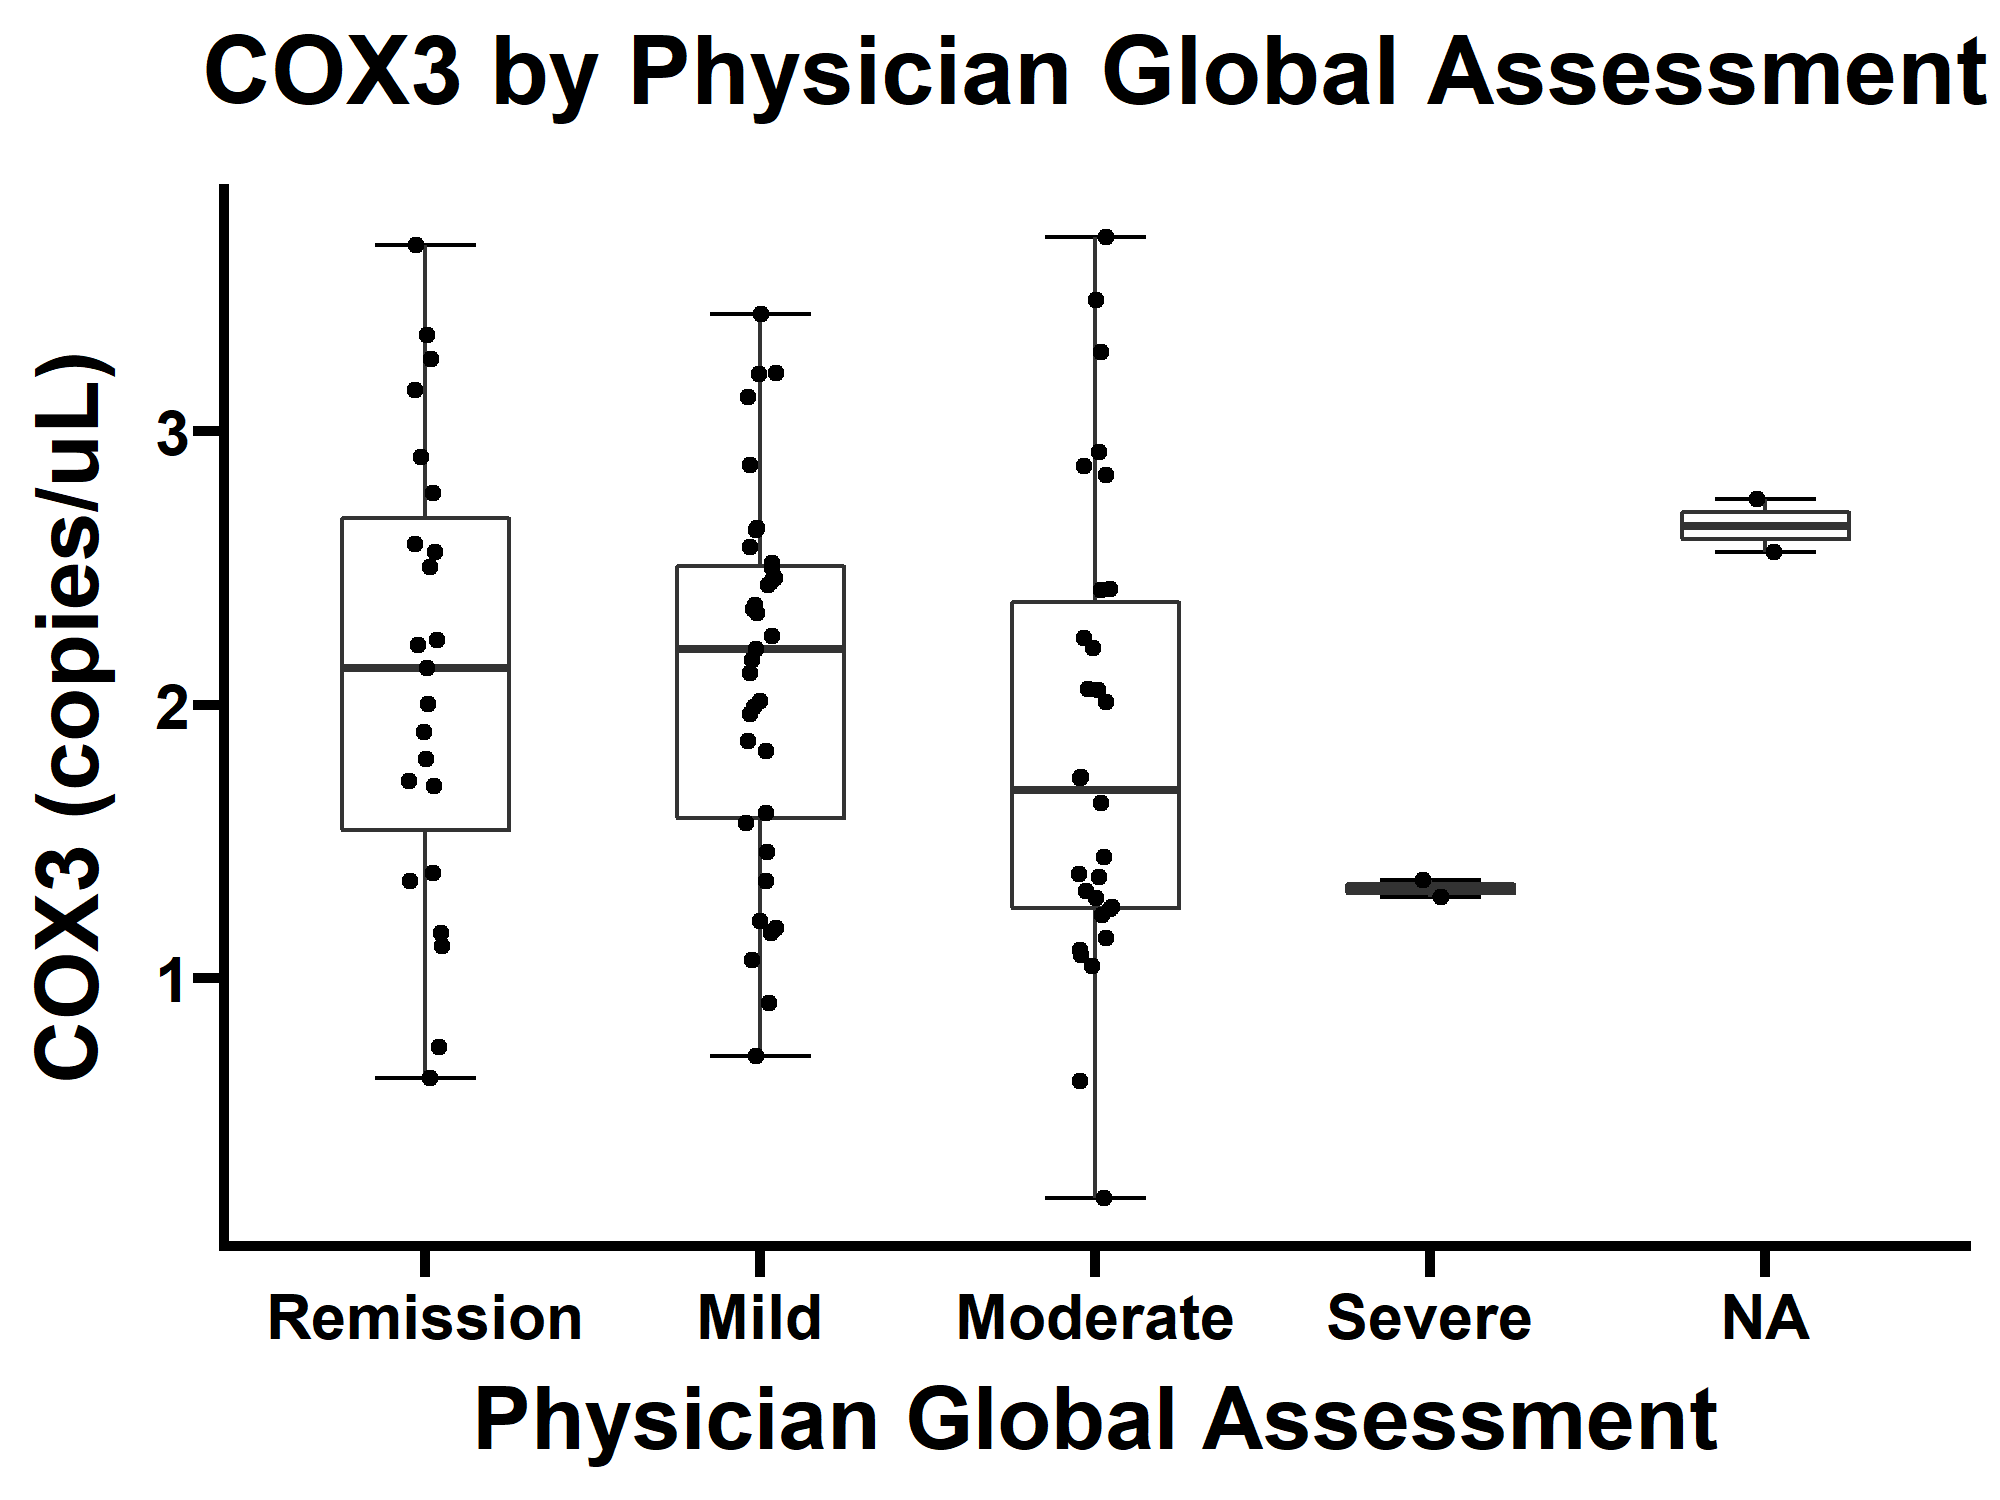 COX3 by Physician Global Assessment
COX3 (copies/uL)
3
2
1
Remission Mild Moderate Severe NA
Physician Global Assessment